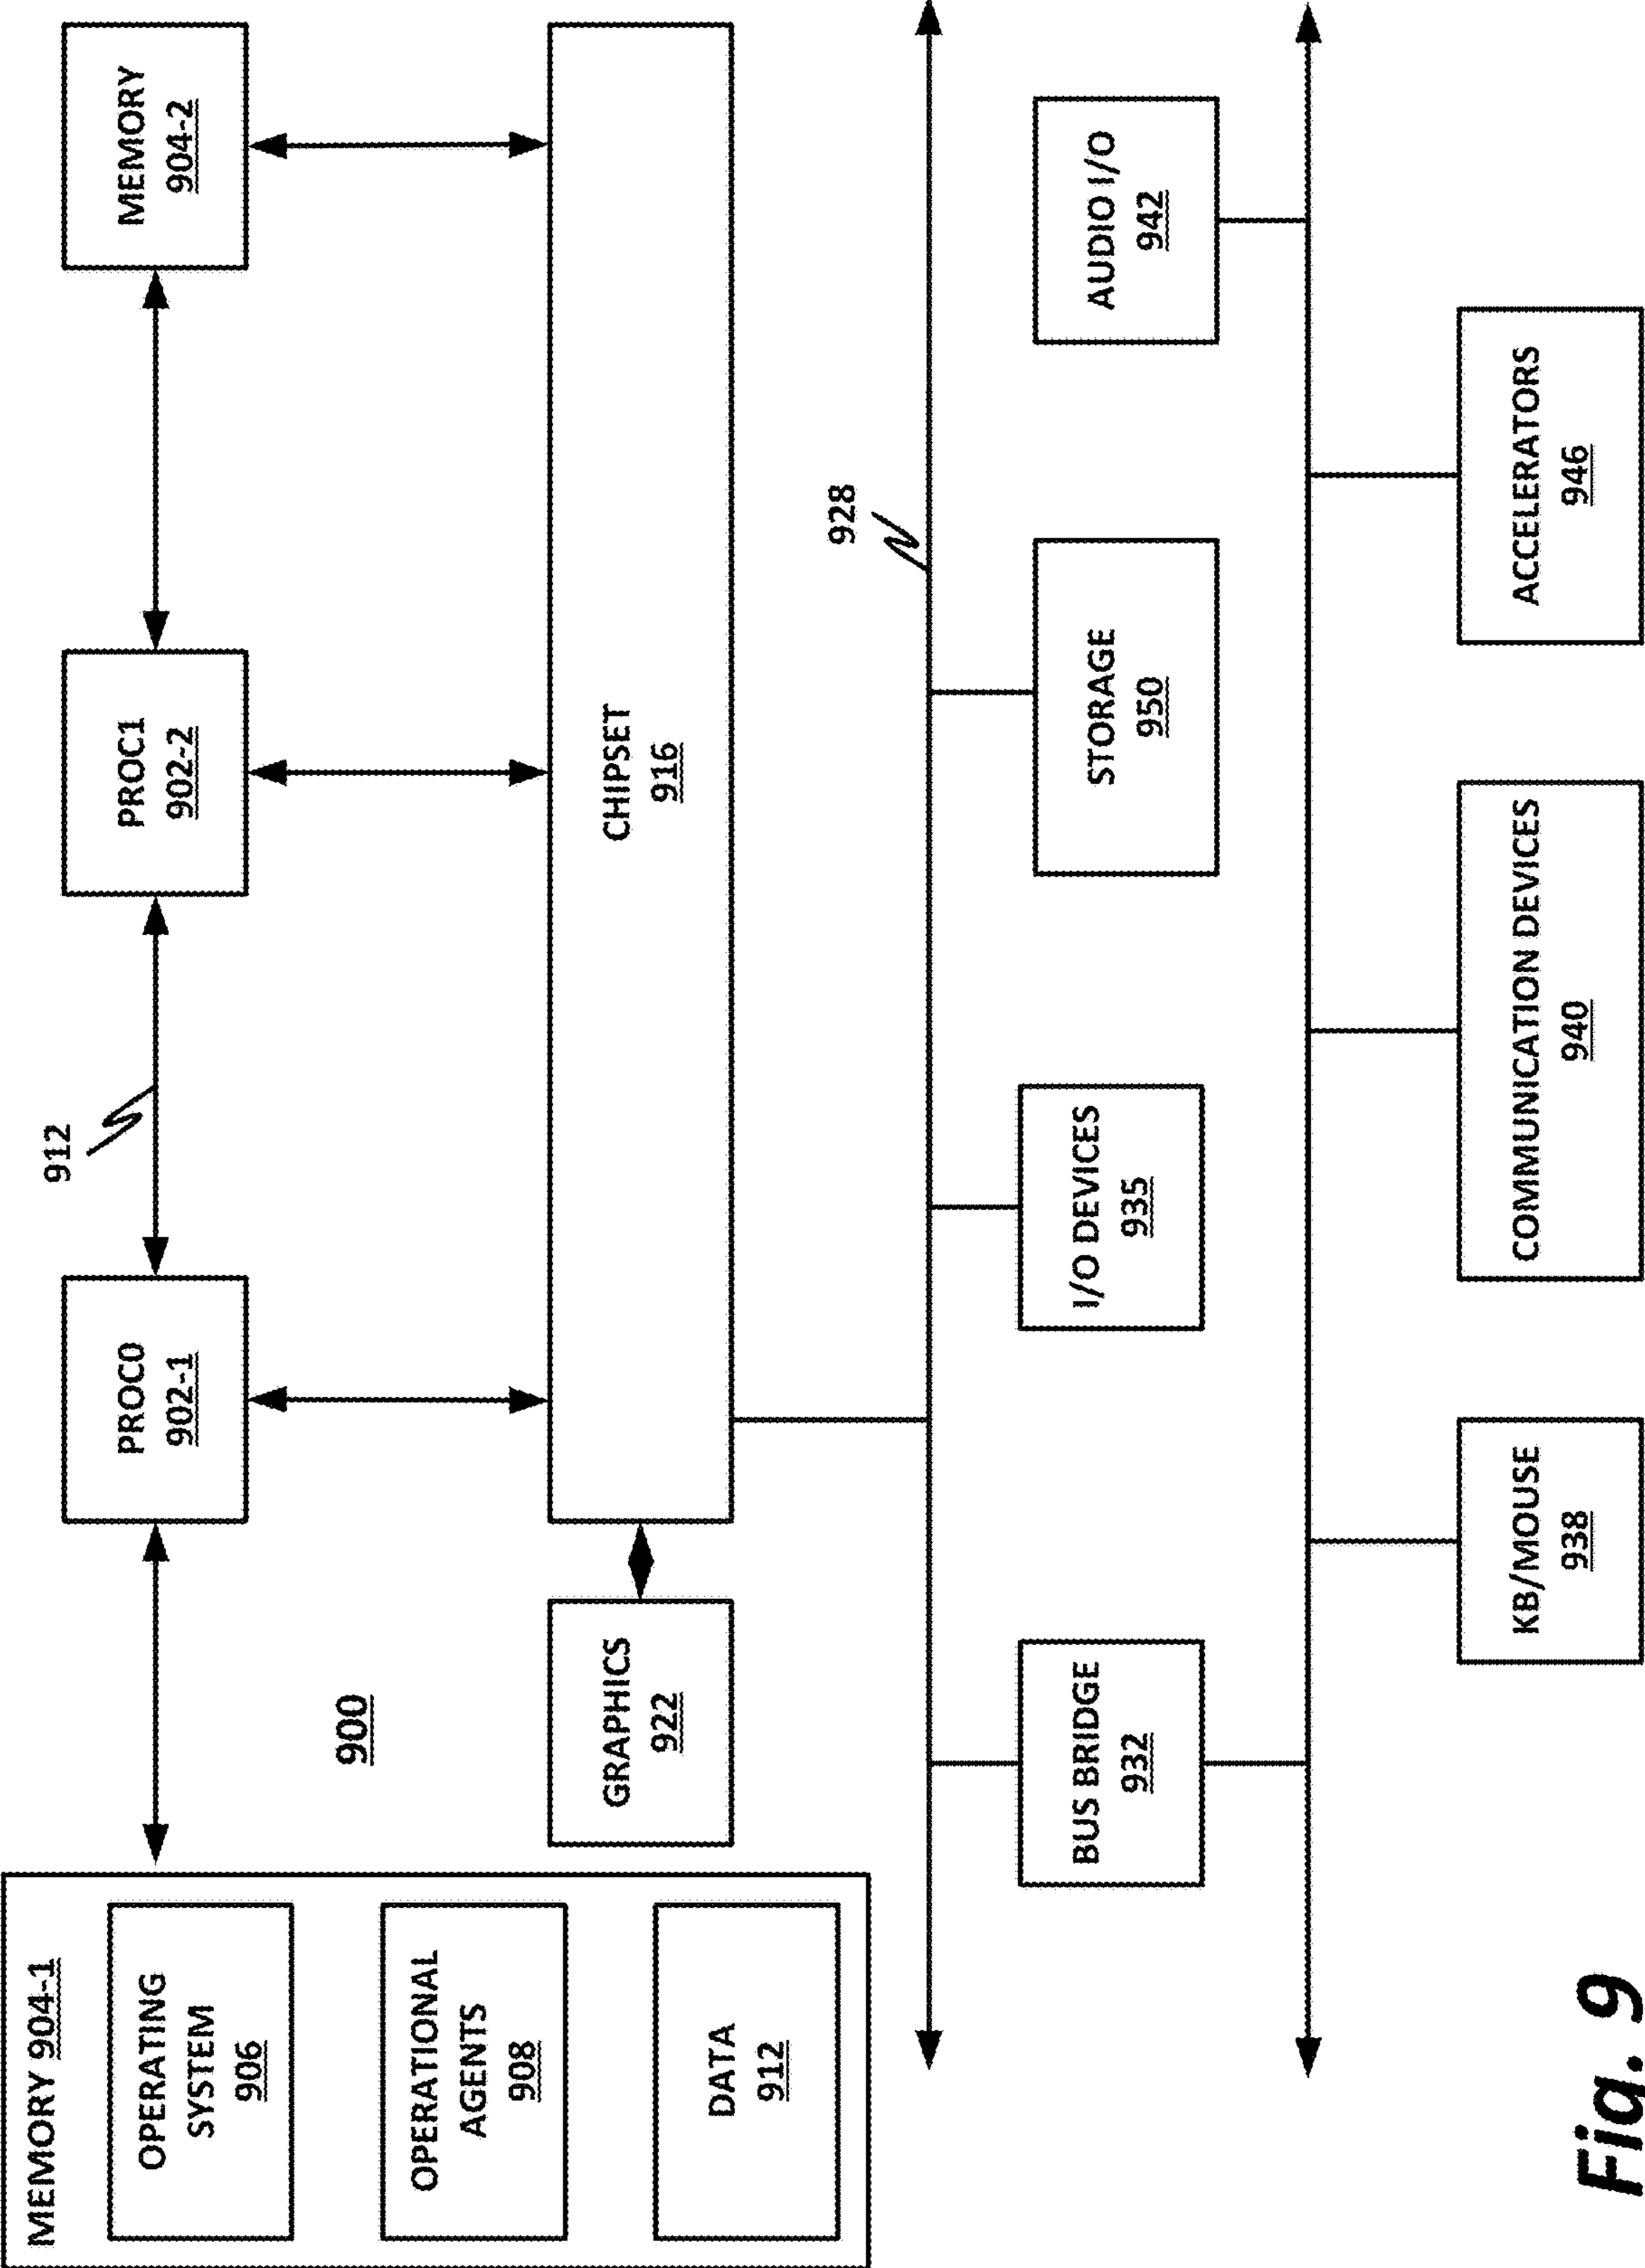 MEMORY 904-1
OPERATING
SYSTEM
906
OPERATIONAL
AGENTS
908
DATA
912
900
PROC0
902-1
912
PROC1
902-2
MEMORY
904-2
GRAPHICS
922
CHIPSET
916
928
BUS BRIDGE
932
I/O DEVICES
935
STORAGE
950
AUDIO I/O
942
KB/MOUSE
938
COMMUNICATION DEVICES
940
ACCELERATORS
946
Fig. 9